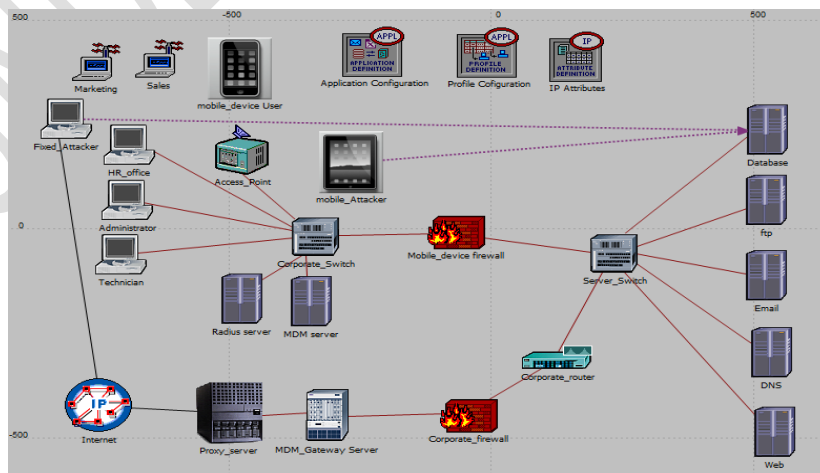 -500
0
500
500
Marketing
Sales
mobile_device User
APPL
APPLICATION
DEFINITION
Application Configuration
APPL
PROFILE
DEFINITION
Profile Configuration
IP
ATTRIBUTE
DEFINITION
IP Attributes
Fixed_Attacker
HR_office
Access_Point
mobile_Attacker
Database
Administrator
ftp
0
Technician
Corporate_Switch
Mobile_device firewall
Server_Switch
Radius server
MDM server
Email
Corporate_router
DNS
IP
Internet
Proxy_server
MDM_Gateway Server
Corporate_firewall
-500
Web